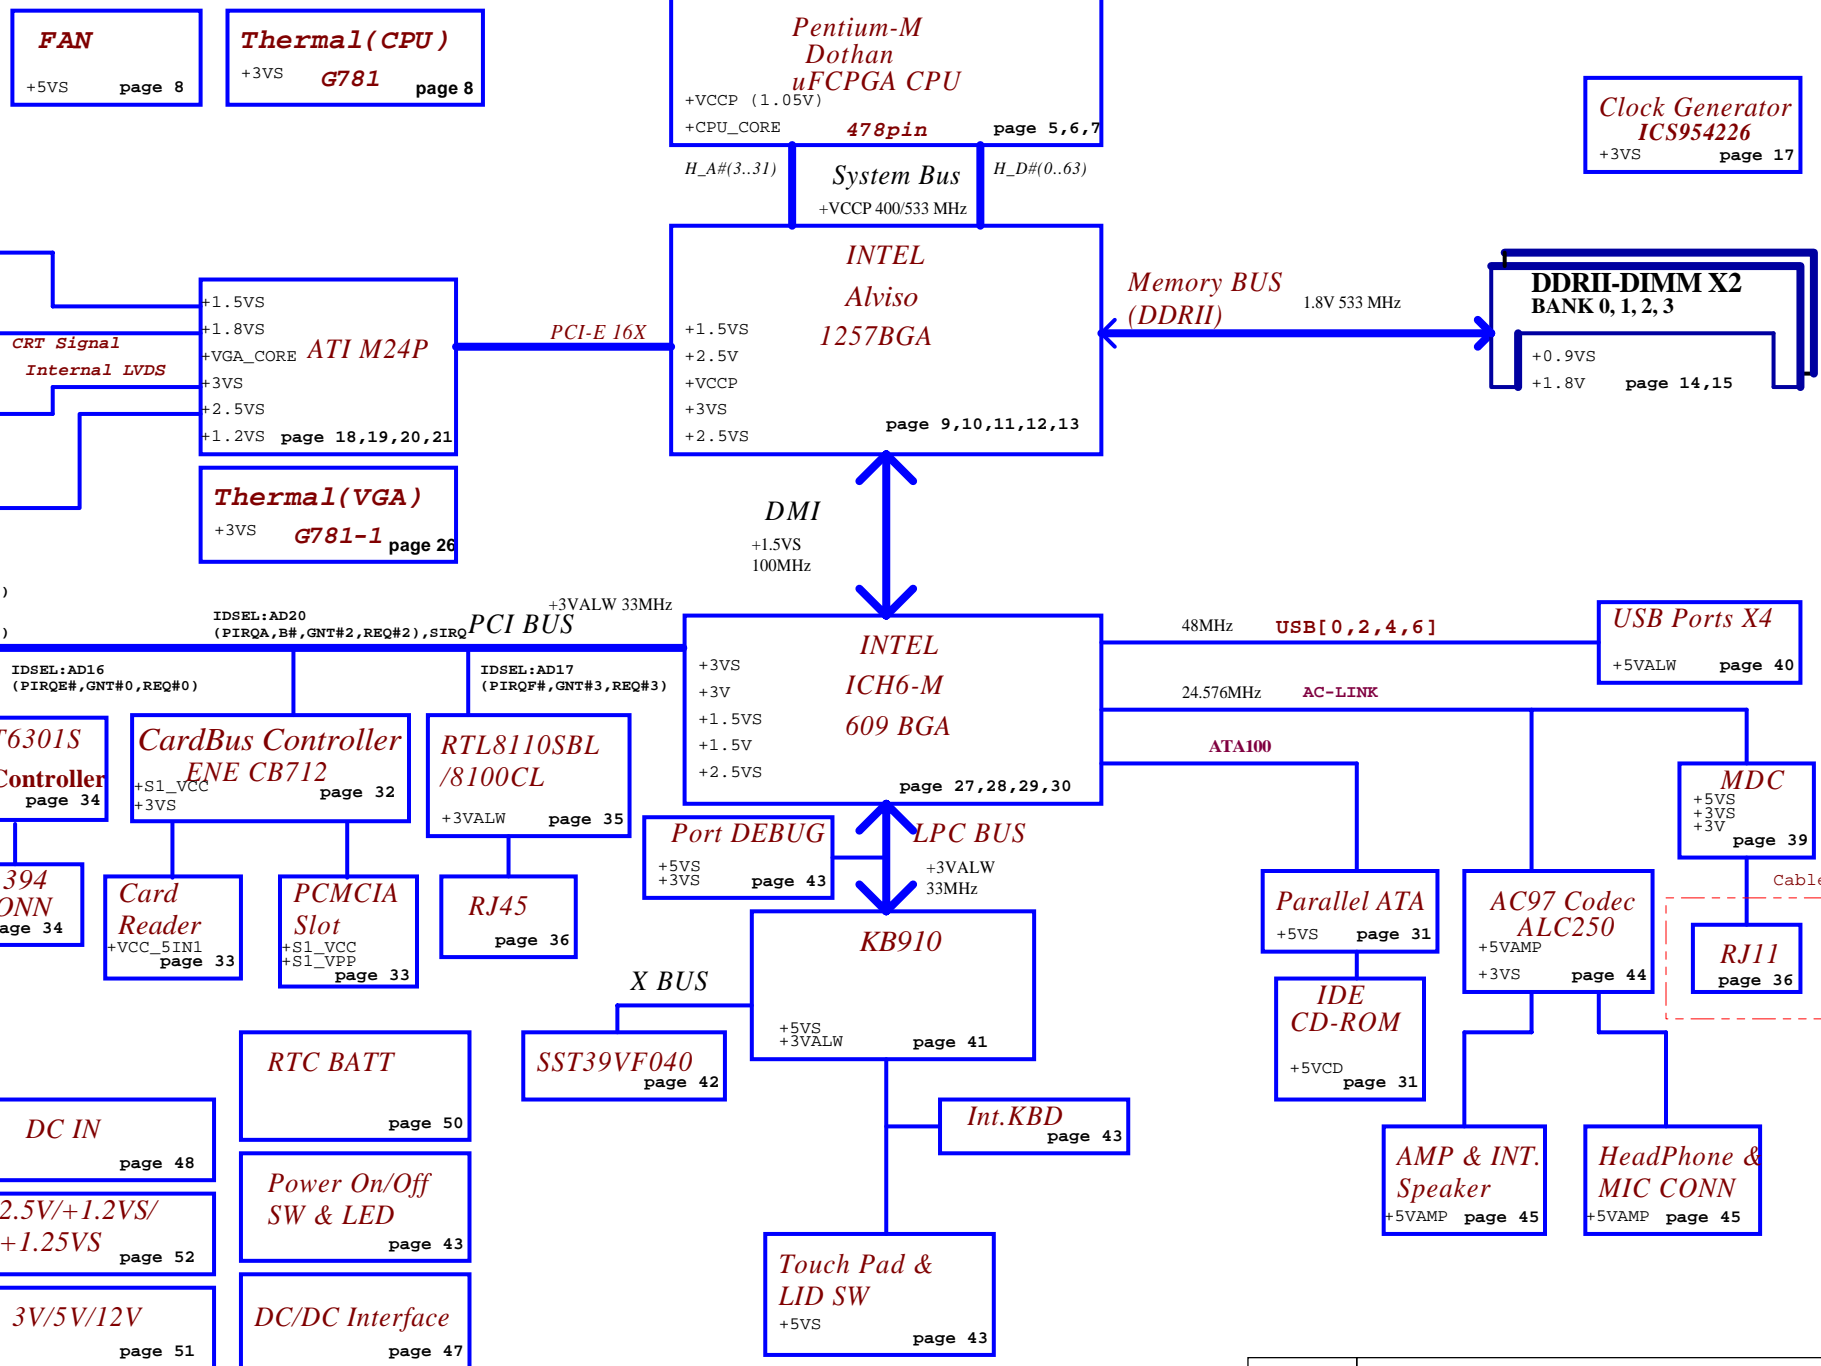 FAN
+5VS page 8
Thermal(CPU)
+3VS G781 page 8
Pentium-M
Dothan
uFCPGA CPU
+VCCP (1.05V)
+CPU_CORE 478pin page 5,6,7
H_A#(3..31) System Bus H_D#(0..63)
+VCCP 400/533 MHz
Clock Generator
ICS954226
+3VS page 17
INTEL
Alviso
1257BGA
+1.5VS
+2.5V
+VCCP
+3VS
+2.5VS
page 9,10,11,12,13
Memory BUS
(DDRII)
1.8V 533 MHz
DDRII-DIMM X2
BANK 0, 1, 2, 3
+0.9VS
+1.8V page 14,15
CRT Signal
Internal LVDS
+1.5VS
+1.8VS
+VGA_CORE ATI M24P
+3VS
+2.5VS
+1.2VS page 18,19,20,21
PCI-E 16X
Thermal(VGA)
+3VS G781-1 page 26
DMI
+1.5VS
100MHz
)
)
IDSEL:AD20
(PIRQA,B#,GNT#2,REQ#2),SIRQ
+3VALW 33MHz
PCI BUS
IDSEL:AD16
(PIRQE#,GNT#0,REQ#0)
IDSEL:AD17
(PIRQF#,GNT#3,REQ#3)
INTEL
ICH6-M
609 BGA
+3VS
+3V
+1.5VS
+1.5V
+2.5VS
page 27,28,29,30
48MHz USB[0,2,4,6]
USB Ports X4
+5VALW page 40
24.576MHz AC-LINK
ATA100
T6301S
Controller
page 34
CardBus Controller
ENE CB712
+S1_VCC
+3VS
page 32
RTL8110SBL
/8100CL
+3VALW page 35
Port DEBUG
+5VS
+3VS page 43
LPC BUS
+3VALW
33MHz
MDC
+5VS
+3VS
+3V
page 39
394
ONN
age 34
Card
Reader
+VCC_5IN1
page 33
PCMCIA
Slot
+S1_VCC
+S1_VPP
page 33
RJ45
page 36
KB910
+5VS
+3VALW
page 41
Parallel ATA
+5VS page 31
AC97 Codec
ALC250
+5VAMP
+3VS page 44
Cable
RJ11
page 36
X BUS
SST39VF040
page 42
IDE
CD-ROM
+5VCD
page 31
RTC BATT
page 50
DC IN
page 48
Int.KBD
page 43
AMP & INT.
Speaker
+5VAMP page 45
HeadPhone &
MIC CONN
+5VAMP page 45
Power On/Off
SW & LED
page 43
2.5V/+1.2VS/
+1.25VS
page 52
Touch Pad &
LID SW
+5VS
page 43
3V/5V/12V
page 51
DC/DC Interface
page 47